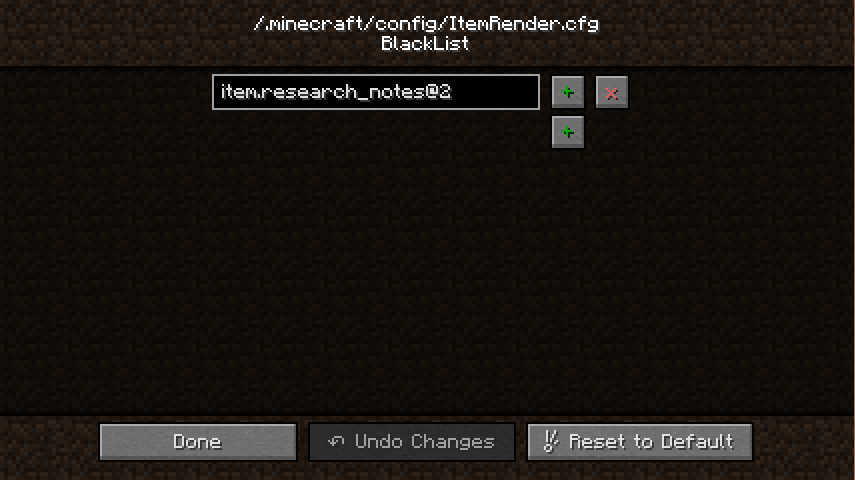 /.minecraft/config/ItemRender.cfg
BlackList
item.research_notes@2
+ x
+
Done
↶ Undo Changes
Reset to Default